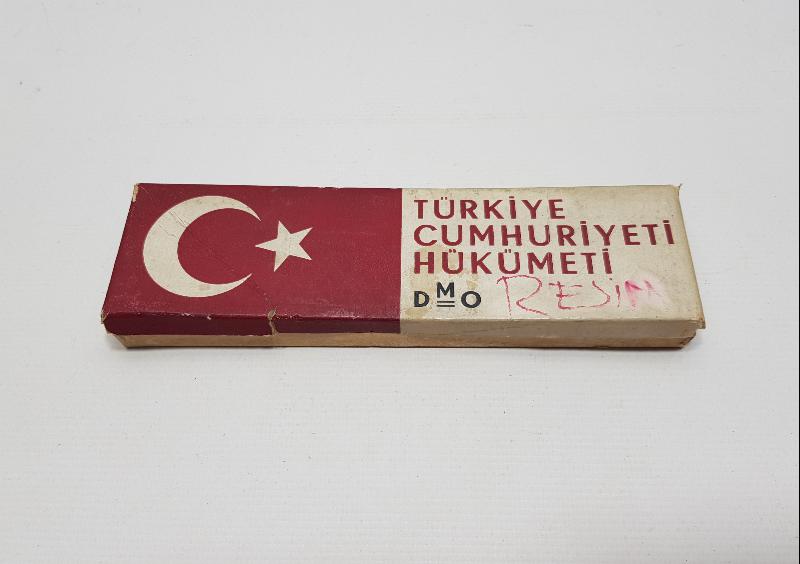 TÜRKİYE
CUMHURİYETİ
HÜKÜMETİ
DMO RESİM